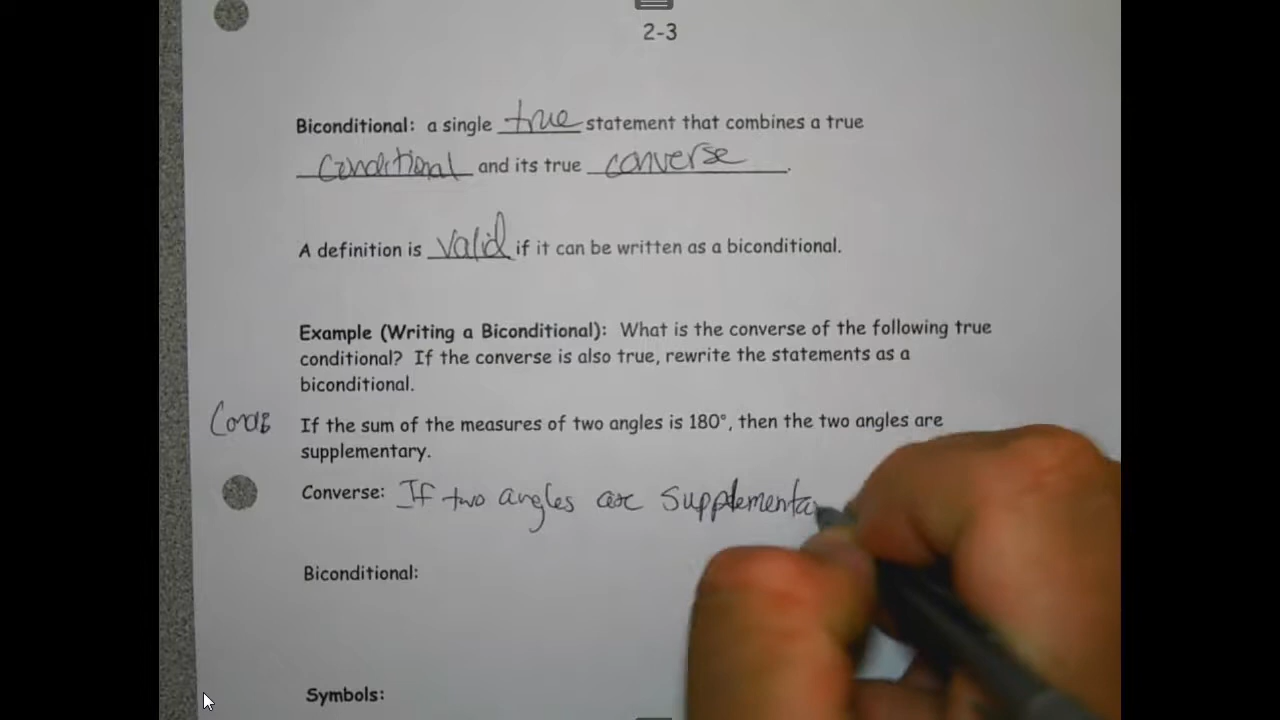 2-3
Biconditional: a single true statement that combines a true
conditional and its true converse.
A definition is valid if it can be written as a biconditional.
Example (Writing a Biconditional): What is the converse of the following true
conditional? If the converse is also true, rewrite the statements as a
biconditional.
If the sum of the measures of two angles is 180°, then the two angles are
supplementary.
Converse: If two angles are supplementa
Biconditional:
Symbols: